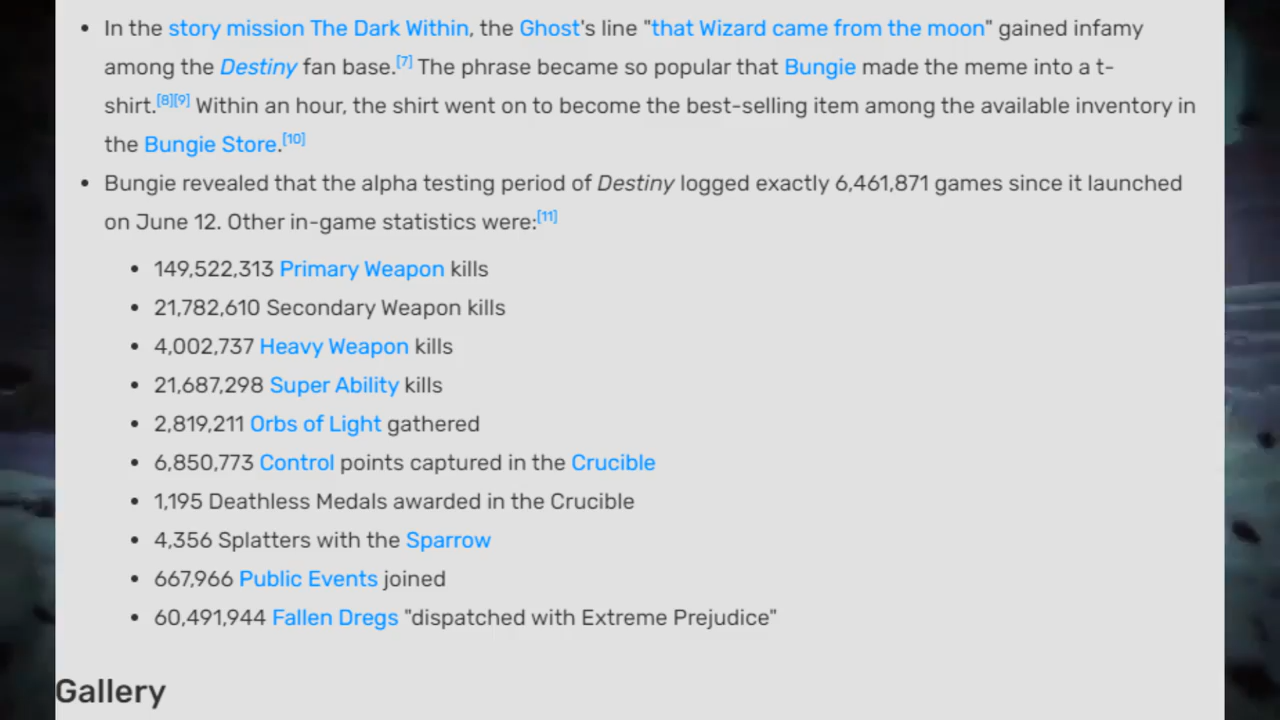 In the story mission The Dark Within, the Ghost's line "that Wizard came from the moon" gained infamy
among the Destiny fan base.[7] The phrase became so popular that Bungie made the meme into a t-
shirt.[8][9] Within an hour, the shirt went on to become the best-selling item among the available inventory in
the Bungie Store.[10]
Bungie revealed that the alpha testing period of Destiny logged exactly 6,461,871 games since it launched
on June 12. Other in-game statistics were:[11]
149,522,313 Primary Weapon kills
21,782,610 Secondary Weapon kills
4,002,737 Heavy Weapon kills
21,687,298 Super Ability kills
2,819,211 Orbs of Light gathered
6,850,773 Control points captured in the Crucible
1,195 Deathless Medals awarded in the Crucible
4,356 Splatters with the Sparrow
667,966 Public Events joined
60,491,944 Fallen Dregs "dispatched with Extreme Prejudice"
Gallery